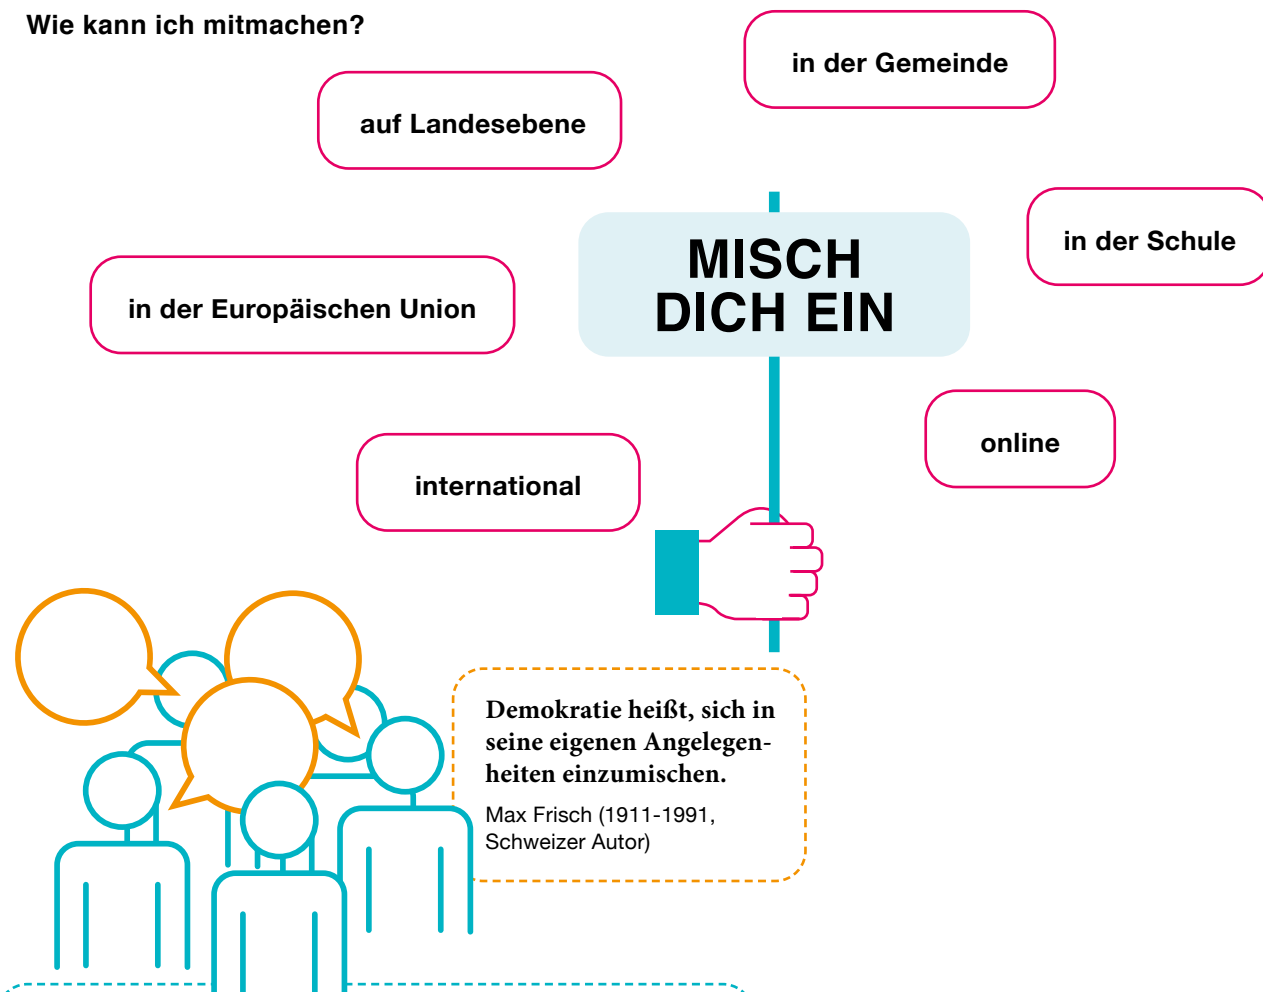 Wie kann ich mitmachen?
in der Gemeinde
auf Landesebene
in der Schule
MISCH
DICH EIN
in der Europäischen Union
online
international
Demokratie heißt, sich in
seine eigenen Angelegen-
heiten einzumischen.
Max Frisch (1911-1991,
Schweizer Autor)